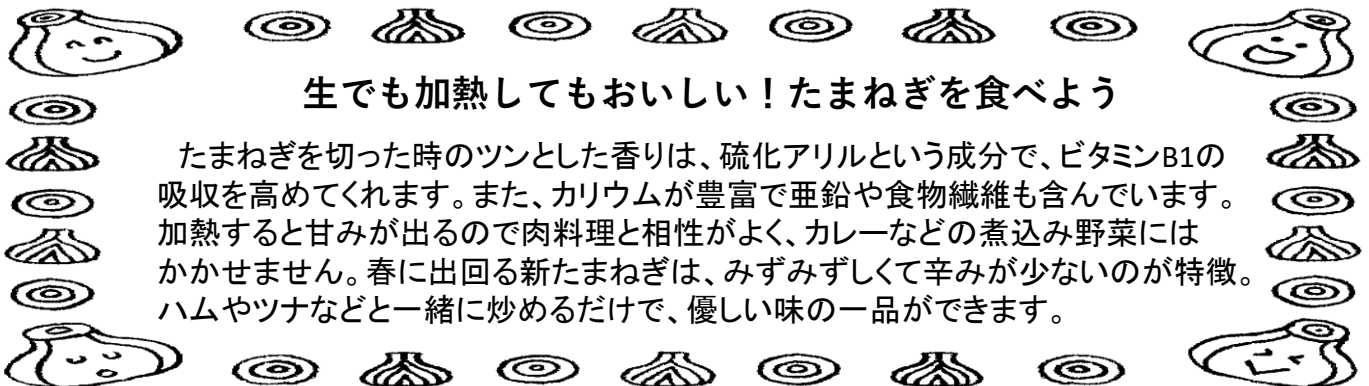 生でも加熱してもおいしい！たまねぎを食べよう
たまねぎを切った時のツンとした香りは、硫化アリルという成分で、ビタミンB1の
吸収を高めてくれます。また、カリウムが豊富で亜鉛や食物繊維も含んでいます。
加熱すると甘みが出るので肉料理と相性がよく、カレーなどの煮込み野菜には
かかせません。春に出回る新たまねぎは、みずみずしくて辛みが少ないのが特徴。
ハムやツナなどと一緒に炒めるだけで、優しい味の一品ができます。